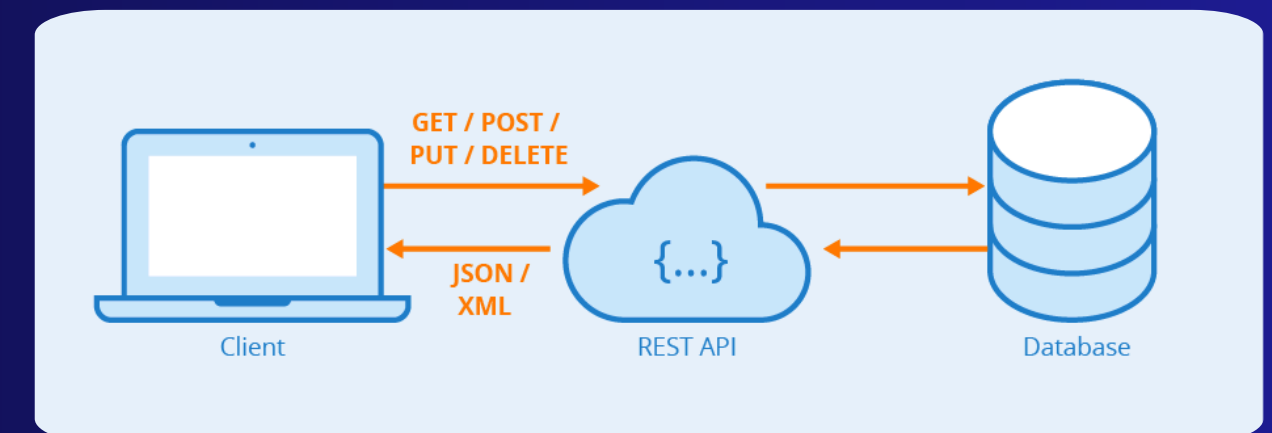 GET / POST /
PUT / DELETE
{...}
JSON /
XML
Client
REST API
Database